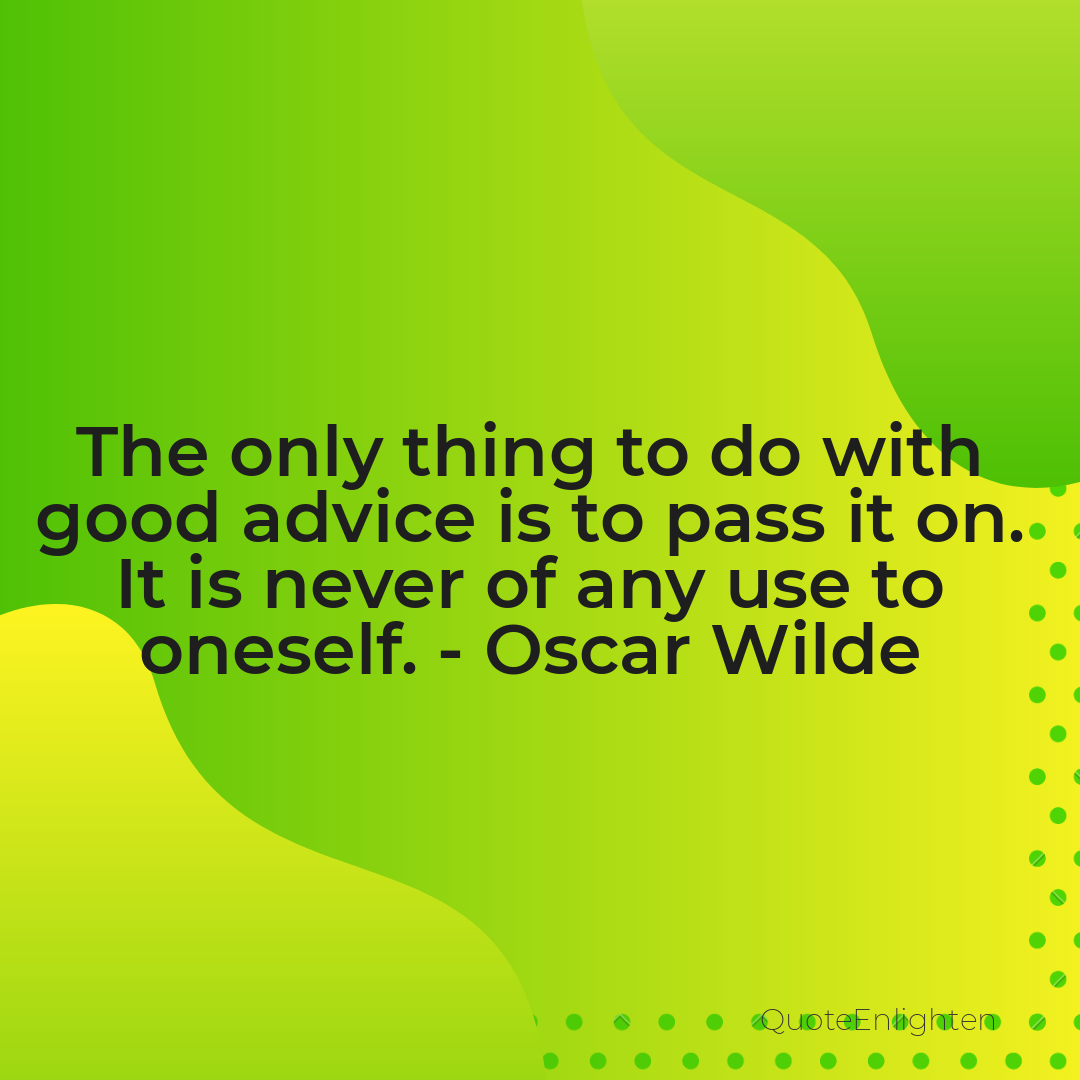 The only thing to do with
good advice is to pass it on.
It is never of any use to
oneself. - Oscar Wilde
QuoteEnlighten